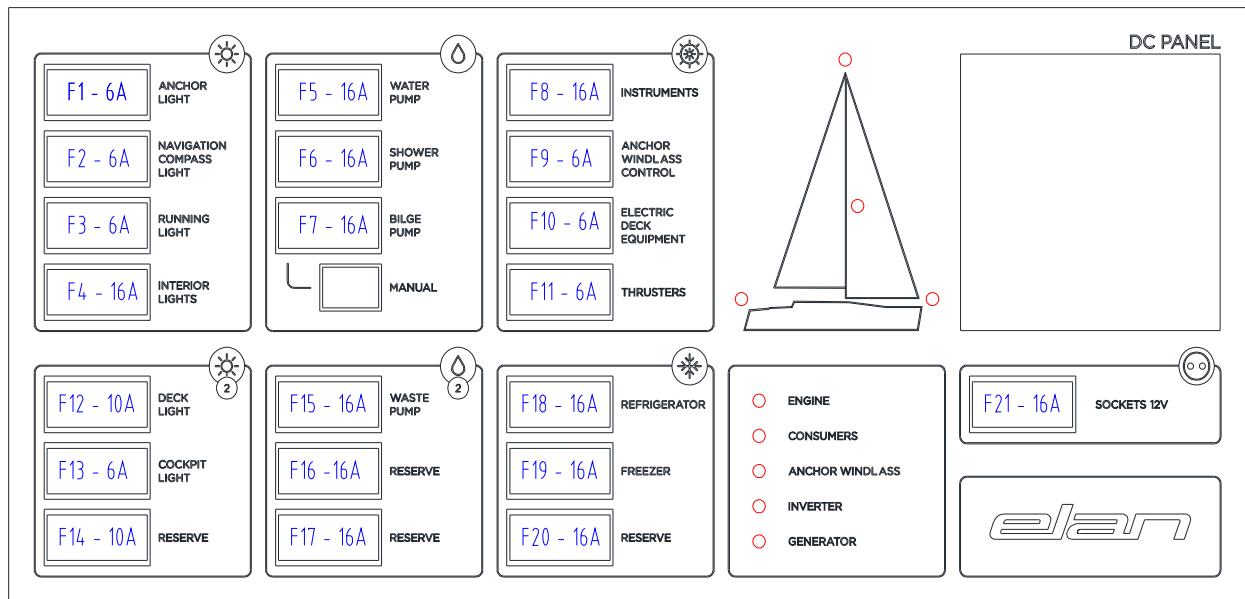 DC PANEL
F1 - 6A
ANCHOR
LIGHT
F2 - 6A
NAVIGATION
COMPASS
LIGHT
F3 - 6A
RUNNING
LIGHT
F4 - 16A
INTERIOR
LIGHTS
F5 - 16A
WATER
PUMP
F6 - 16A
SHOWER
PUMP
F7 - 16A
BILGE
PUMP
MANUAL
F8 - 16A
INSTRUMENTS
F9 - 6A
ANCHOR
WINDLASS
CONTROL
F10 - 6A
ELECTRIC
DECK
EQUIPMENT
F11 - 6A
THRUSTERS
2
F12 - 10A
DECK
LIGHT
F13 - 6A
COCKPIT
LIGHT
F14 - 10A
RESERVE
2
F15 - 16A
WASTE
PUMP
F16 -16A
RESERVE
F17 - 16A
RESERVE
F18 - 16A
REFRIGERATOR
F19 - 16A
FREEZER
F20 - 16A
RESERVE
ENGINE
CONSUMERS
ANCHOR WINDLASS
INVERTER
GENERATOR
F21 - 16A
SOCKETS 12V
elan